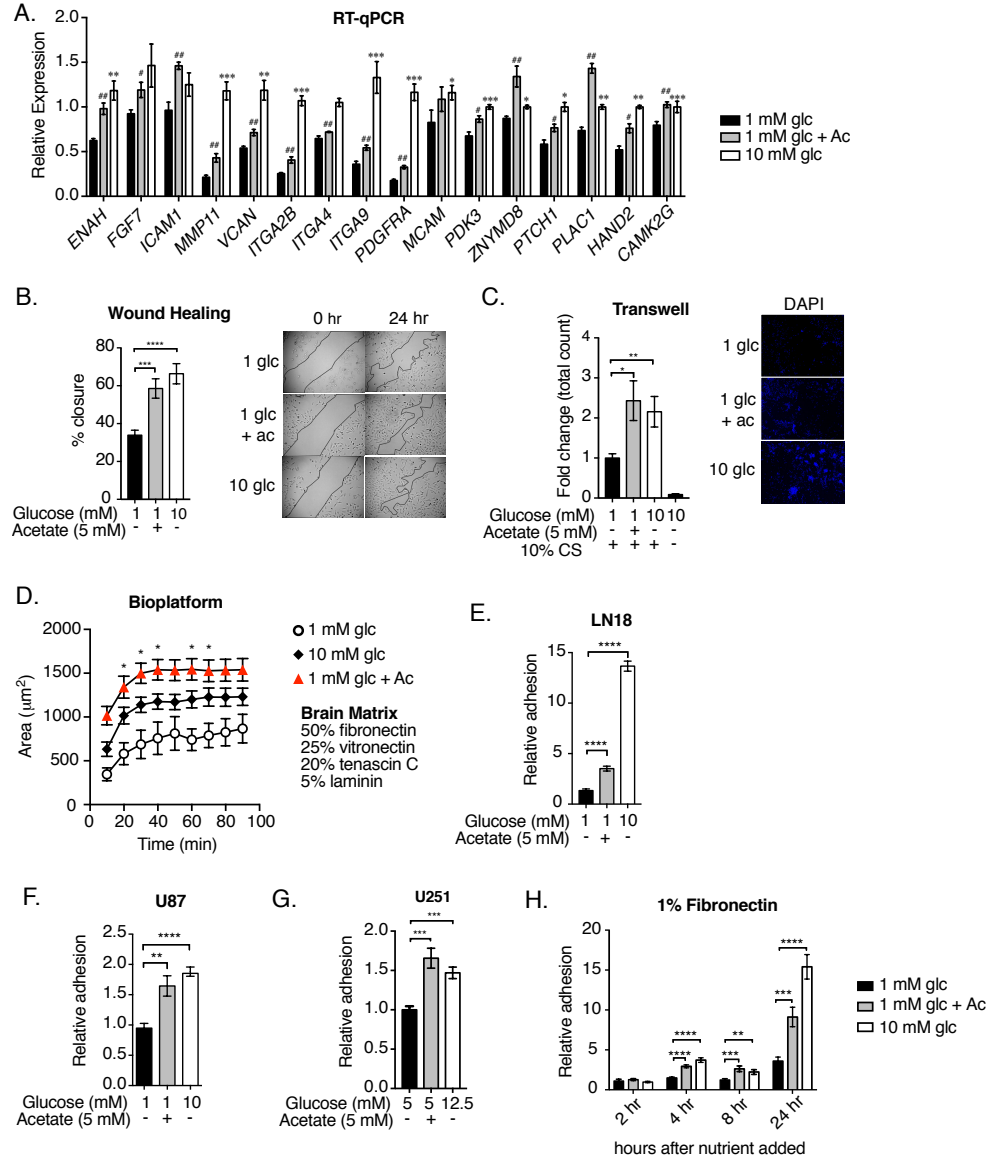 A.
RT-qPCR
Relative Expression
2.0
1.5
1.0
0.5
0.0
## ** # ## ## *** ## ** ## *** ## ## *** ## *** * # *** ## * # * ## ** # ** ## ***
ENAH FGF7 ICAM1 MMP11 VCAN ITGA2B ITGA4 ITGA9 PDGFRA MCAM PDK3 ZNYMD8 PTCH1 PLAC1 HAND2 CAMK2G
1 mM glc
1 mM glc + Ac
10 mM glc
B.
Wound Healing
% closure
80
60
40
20
0
****
***
Glucose (mM) 1 1 10
Acetate (5 mM) - + -
0 hr 24 hr
1 glc
1 glc
+ ac
10 glc
C.
Transwell
Fold change (total count)
4
3
2
1
0
**
*
Glucose (mM) 1 1 10 10
Acetate (5 mM) - + - -
10% CS + + + -
DAPI
1 glc
1 glc
+ ac
10 glc
D.
Bioplatform
Area (μm²)
2000
1500
1000
500
0
* * * * *
0 20 40 60 80 100
Time (min)
1 mM glc
10 mM glc
1 mM glc + Ac
Brain Matrix
50% fibronectin
25% vitronectin
20% tenascin C
5% laminin
E.
LN18
Relative adhesion
15
10
5
0
****
****
Glucose (mM) 1 1 10
Acetate (5 mM) - + -
F.
U87
Relative adhesion
2.5
2.0
1.5
1.0
0.5
0.0
****
**
Glucose (mM) 1 1 10
Acetate (5 mM) - + -
G.
U251
Relative adhesion
2.0
1.5
1.0
0.5
0.0
***
***
Glucose (mM) 5 5 12.5
Acetate (5 mM) - + -
H.
1% Fibronectin
Relative adhesion
20
15
10
5
0
**** ** ****
**** *** ***
2 hr 4 hr 8 hr 24 hr
hours after nutrient added
1 mM glc
1 mM glc + Ac
10 mM glc